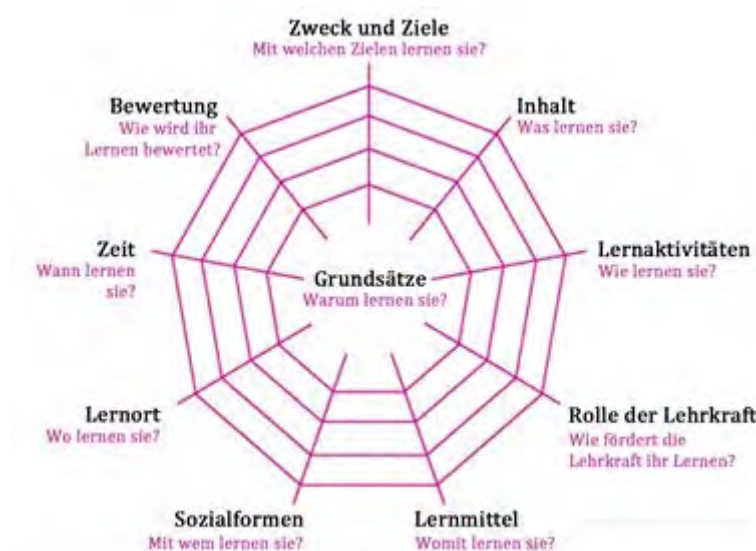 Zweck und Ziele
Mit welchen Zielen lernen sie?
Bewertung
Wie wird ihr
Lernen bewertet?
Inhalt
Was lernen sie?
Zeit
Wann lernen
sie?
Grundsätze
Warum lernen sie?
Lernaktivitäten
Wie lernen sie?
Lernort
Wo lernen sie?
Rolle der Lehrkraft
Wie fördert die
Lehrkraft ihr Lernen?
Sozialformen
Mit wem lernen sie?
Lernmittel
Womit lernen sie?